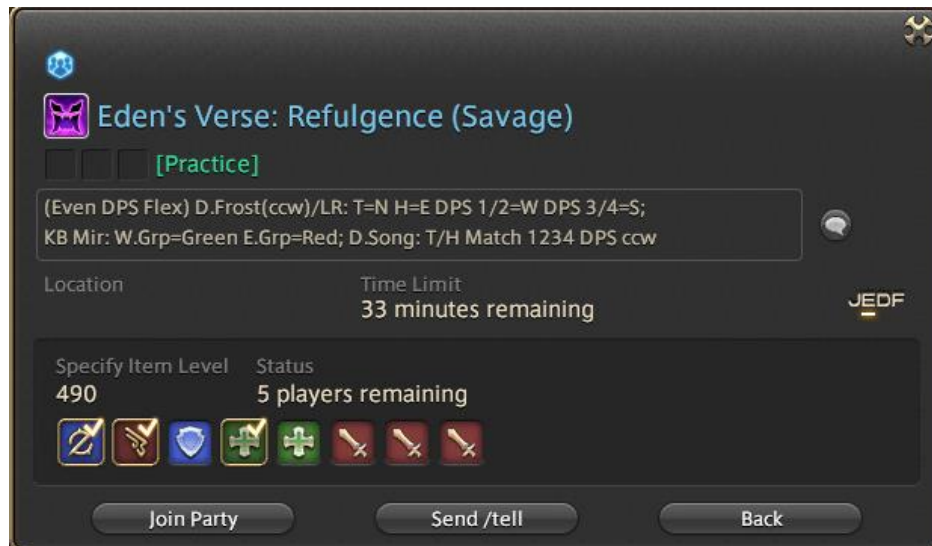 Eden's Verse: Refulgence (Savage)
[Practice]
(Even DPS Flex) D.Frost(ccw)/LR: T=N H=E DPS 1/2=W DPS 3/4=S;
KB Mir: W.Grp=Green E.Grp=Red; D.Song: T/H Match 1234 DPS ccw
Location
Time Limit
33 minutes remaining
JEDF
Specify Item Level
Status
490
5 players remaining
Join Party
Send /tell
Back